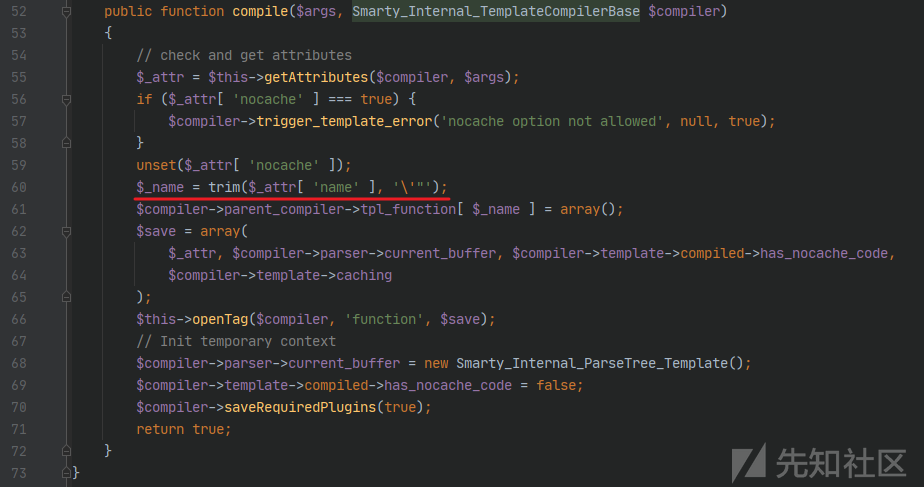 52 public function compile($args, Smarty_Internal_TemplateCompilerBase $compiler)
53 {
54 // check and get attributes
55 $_attr = $this->getAttributes($compiler, $args);
56 if ($_attr[ 'nocache' ] === true) {
57 $compiler->trigger_template_error('nocache option not allowed', null, true);
58 }
59 unset($_attr[ 'nocache' ]);
60 $_name = trim($_attr[ 'name' ], '\'"');
61 $compiler->parent_compiler->tpl_function[ $_name ] = array();
62 $save = array(
63 $_attr, $compiler->parser->current_buffer, $compiler->template->compiled->has_nocache_code,
64 $compiler->template->caching
65 );
66 $this->openTag($compiler, 'function', $save);
67 // Init temporary context
68 $compiler->parser->current_buffer = new Smarty_Internal_ParseTree_Template();
69 $compiler->template->compiled->has_nocache_code = false;
70 $compiler->saveRequiredPlugins(true);
71 return true;
72 }
73 }
先知社区